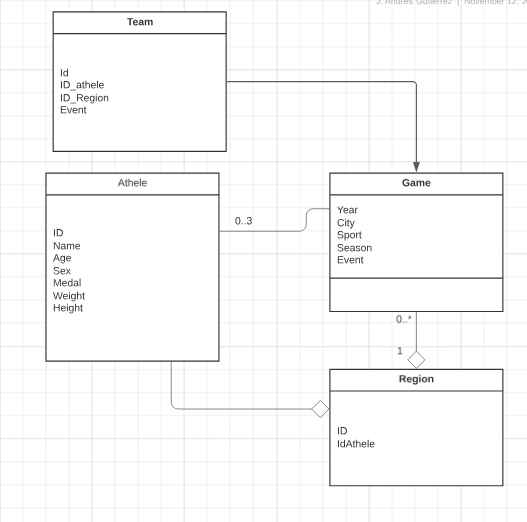 J. Andres Gutierrez | November 12, 2
Team
Id
ID_athele
ID_Region
Event
Athele
ID
Name
Age
Sex
Medal
Weight
Height
0..3
Game
Year
City
Sport
Season
Event
0..*
1
Region
ID
IdAthele